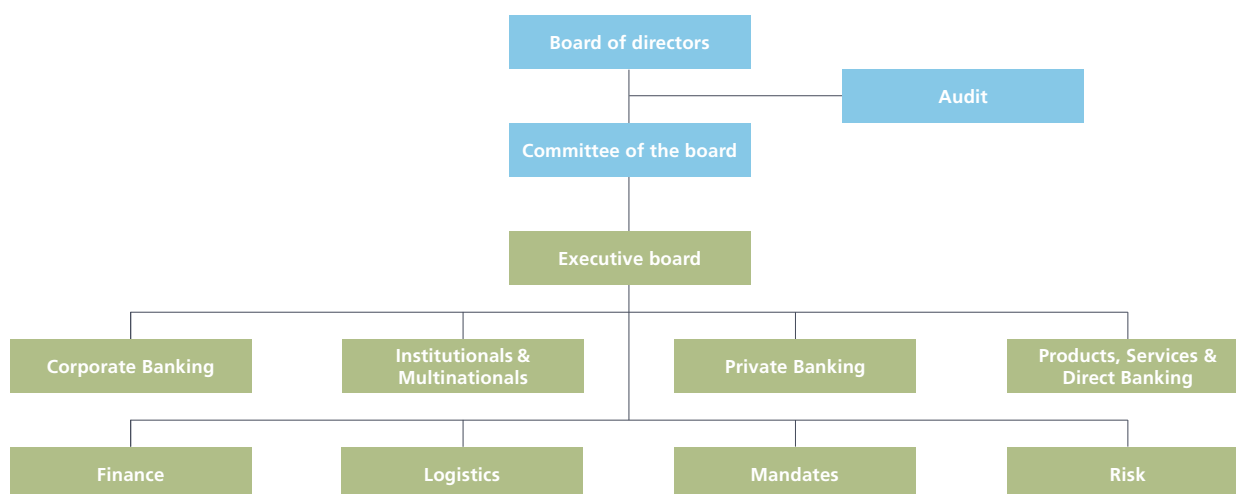 Board of directors
Audit
Committee of the board
Executive board
Corporate Banking
Institutionals &
Multinationals
Private Banking
Products, Services &
Direct Banking
Finance
Logistics
Mandates
Risk